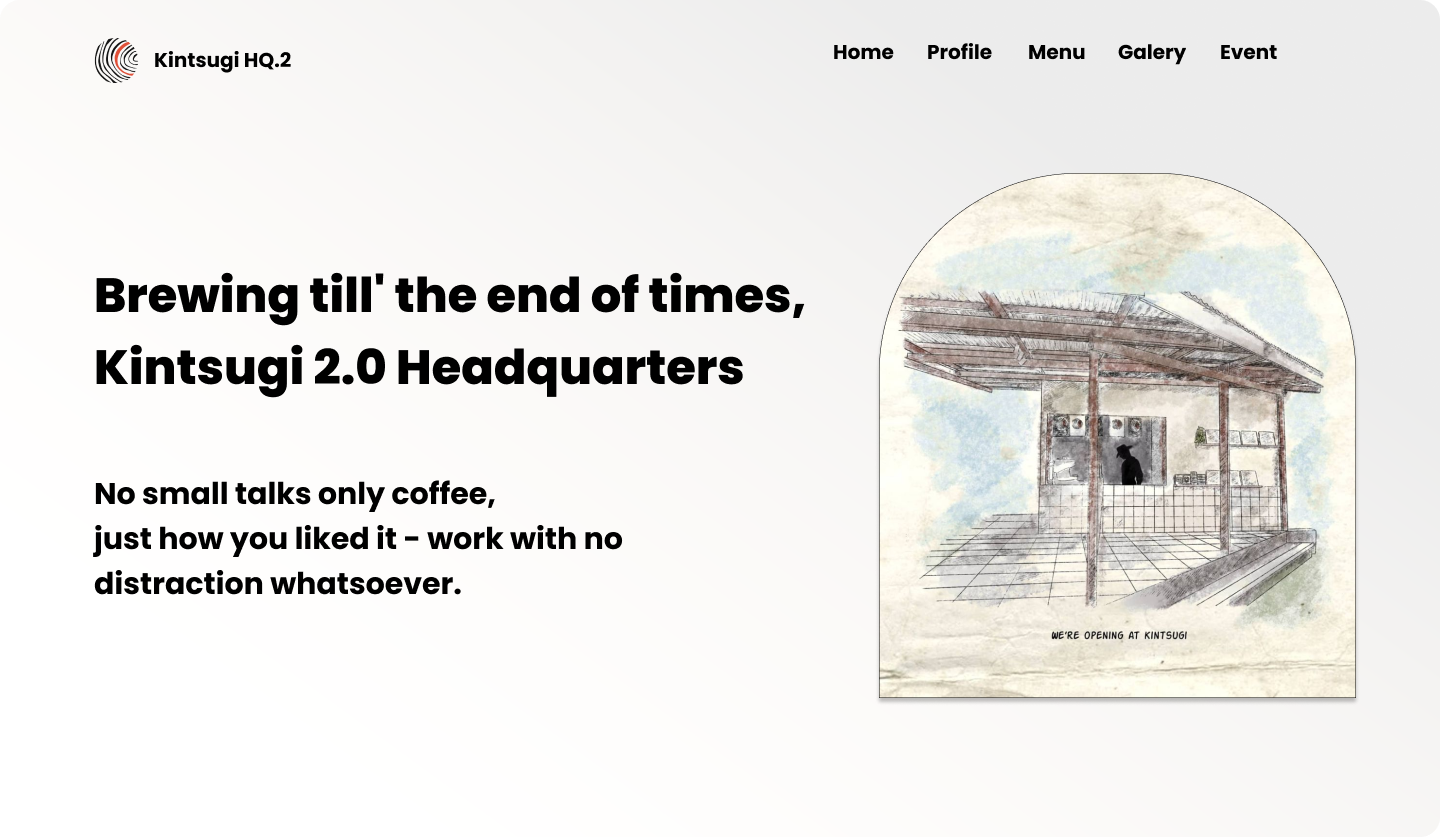 Kintsugi HQ.2
Home Profile Menu Galery Event
Brewing till' the end of times,
Kintsugi 2.0 Headquarters
No small talks only coffee,
just how you liked it - work with no
distraction whatsoever.
WE'RE OPENING AT KINTSUGI